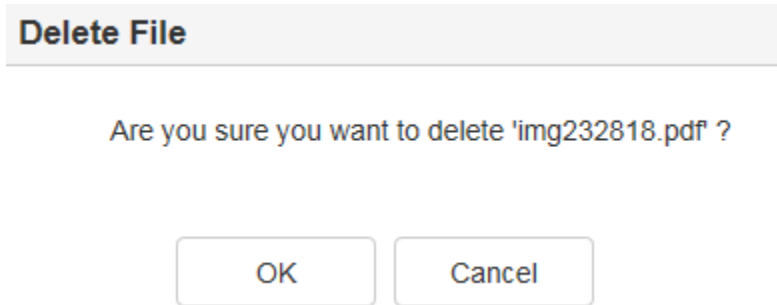 Delete File
Are you sure you want to delete 'img232818.pdf' ?
OK
Cancel